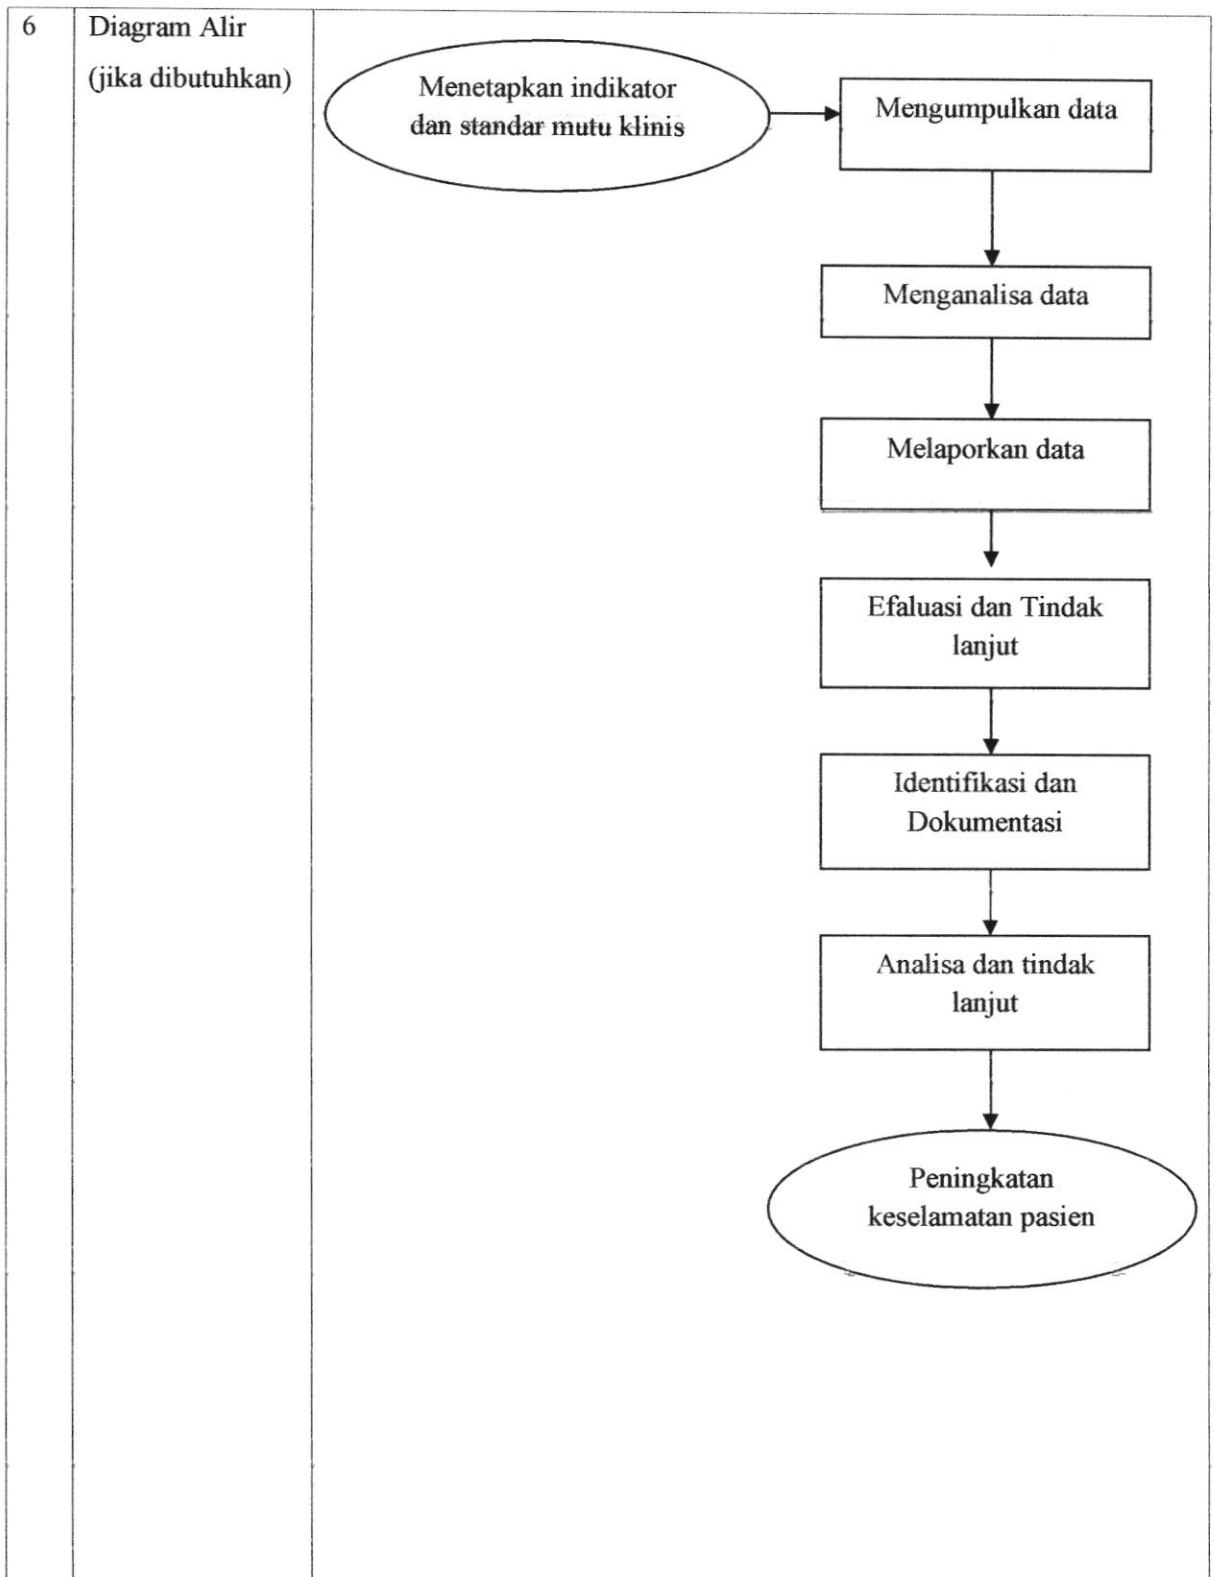 6
Diagram Alir
(jika dibutuhkan)
Menetapkan indikator
dan standar mutu klinis
Mengumpulkan data
Menganalisa data
Melaporkan data
Efaluasi dan Tindak
lanjut
Identifikasi dan
Dokumentasi
Analisa dan tindak
lanjut
Peningkatan
keselamatan pasien